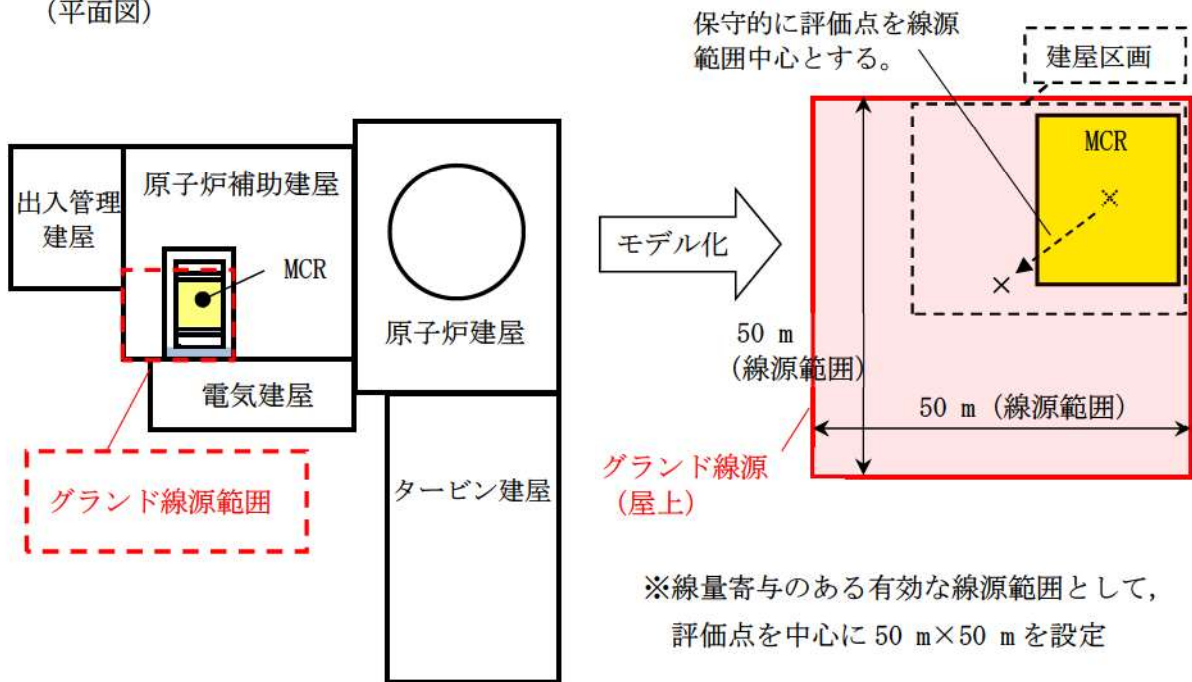 (平面図)
出入管理
建屋
原子炉補助建屋
MCR
原子炉建屋
電気建屋
タービン建屋
グランド線源範囲
モデル化
保守的に評価点を線源
範囲中心とする。
建屋区画
MCR
50 m
(線源範囲)
50 m (線源範囲)
グランド線源
(屋上)
※線量寄与のある有効な線源範囲として,
評価点を中心に 50 m×50 m を設定